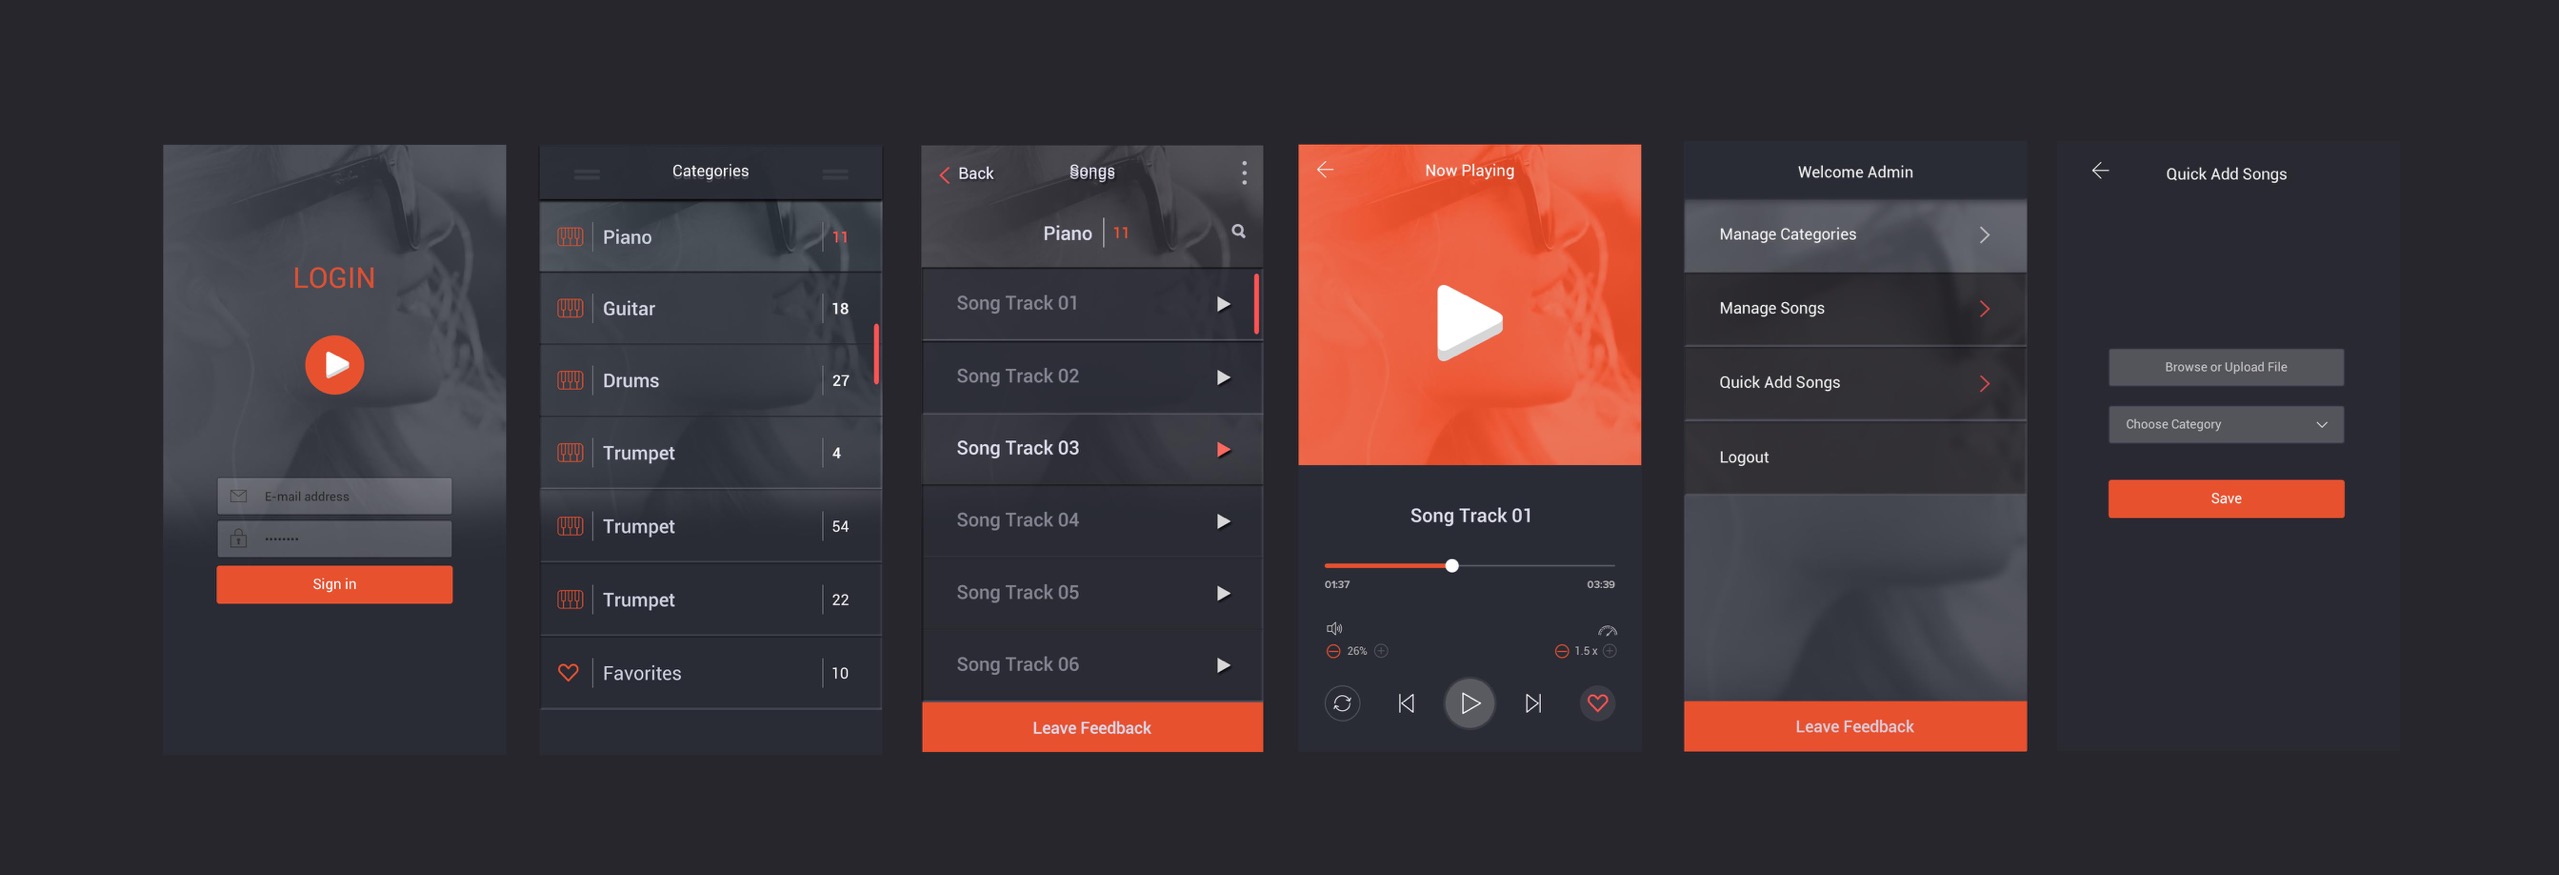 LOGIN
E-mail address
••••••••
Sign in
Categories
Piano 11
Guitar 18
Drums 27
Trumpet 4
Trumpet 54
Trumpet 22
Favorites 10
Back Songs
Piano 11
Song Track 01
Song Track 02
Song Track 03
Song Track 04
Song Track 05
Song Track 06
Leave Feedback
Now Playing
Song Track 01
01:37 03:39
26% 1.5 x
Welcome Admin
Manage Categories
Manage Songs
Quick Add Songs
Logout
Leave Feedback
Quick Add Songs
Browse or Upload File
Choose Category
Save